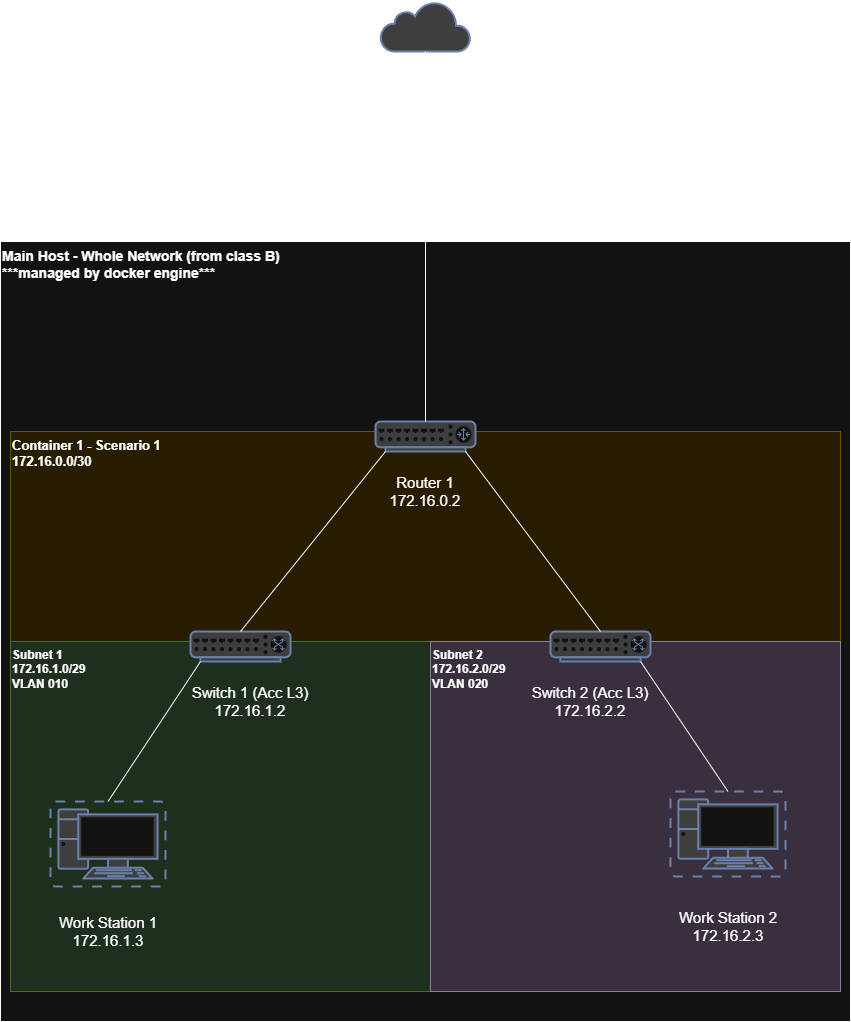 Main Host - Whole Network (from class B)
***managed by docker engine***
Container 1 - Scenario 1
172.16.0.0/30
Router 1
172.16.0.2
Subnet 1
172.16.1.0/29
VLAN 010
Switch 1 (Acc L3)
172.16.1.2
Subnet 2
172.16.2.0/29
VLAN 020
Switch 2 (Acc L3)
172.16.2.2
Work Station 1
172.16.1.3
Work Station 2
172.16.2.3